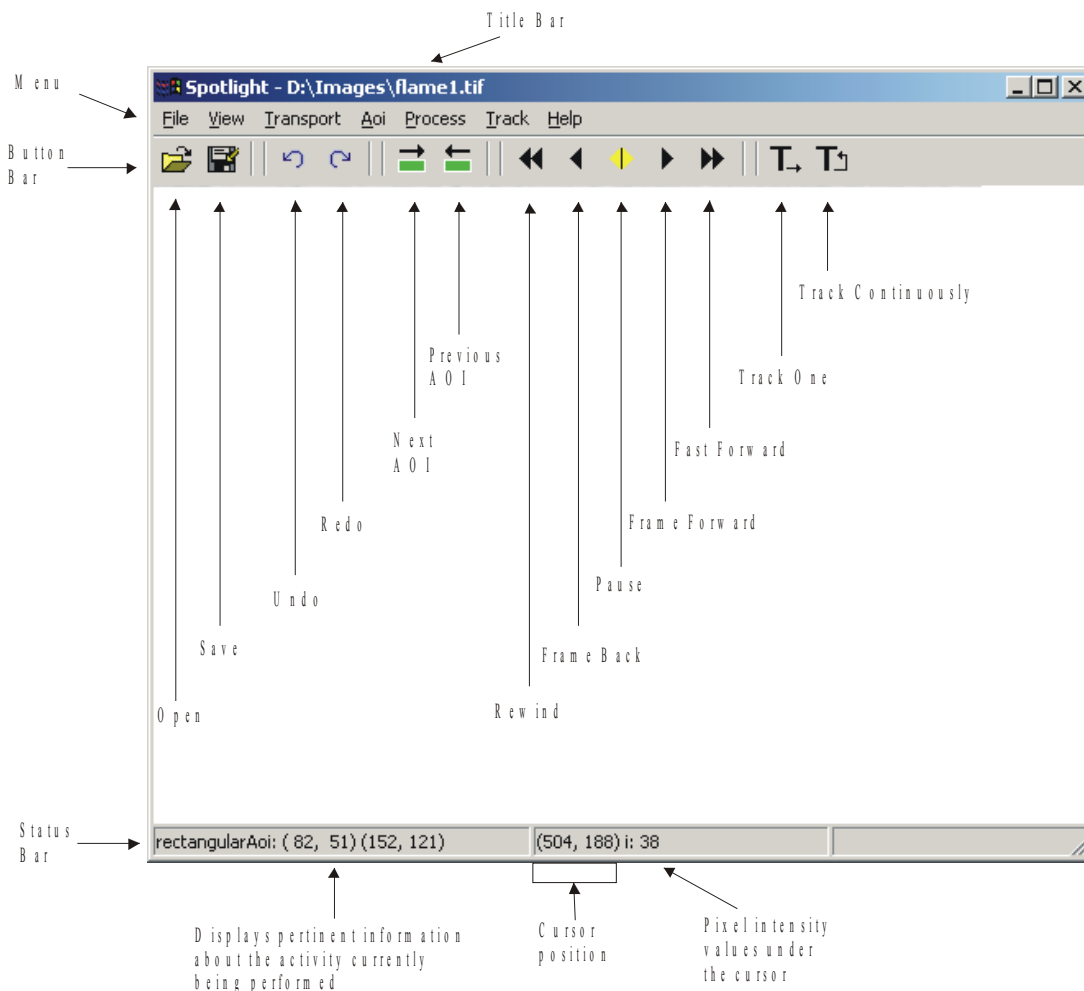 Title Bar
Menu
Spotlight - D:\Images\flame1.tif
File View Transport Aoi Process Track Help
Button
Bar
T T
Track Continuously
Previous
AOI
Track One
Next
AOI
Fast Forward
Redo
Frame Forward
Undo
Pause
Save
Frame Back
Open
Rewind
Status
Bar
rectangularAoi: ( 82, 51) (152, 121)
(504, 188) i: 38
Displays pertinent information
about the activity currently
being performed
Cursor
position
Pixel intensity
values under
the cursor